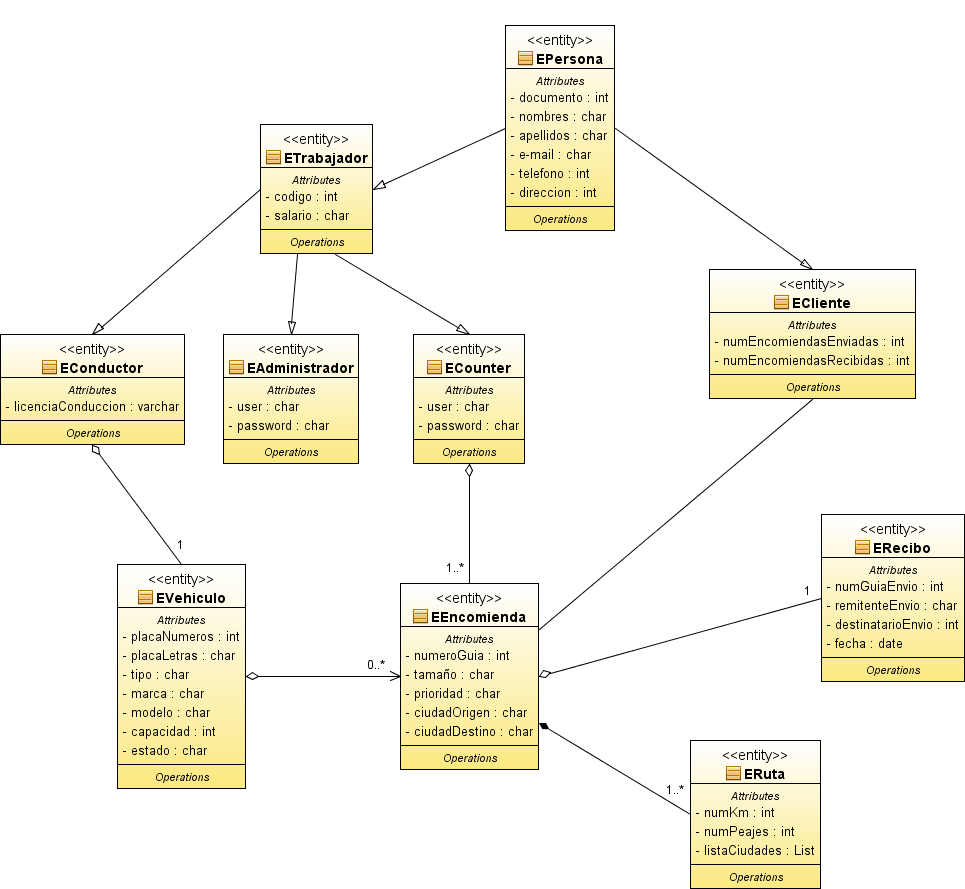 <<entity>>
EPersona
Attributes
- documento : int
- nombres : char
- apellidos : char
- e-mail : char
- telefono : int
- direccion : int
Operations
<<entity>>
ETrabajador
Attributes
- codigo : int
- salario : char
Operations
<<entity>>
ECliente
Attributes
- numEncomiendasEnviadas : int
- numEncomiendasRecibidas : int
Operations
<<entity>>
EConductor
Attributes
- licenciaConduccion : varchar
Operations
<<entity>>
EAdministrador
Attributes
- user : char
- password : char
Operations
<<entity>>
ECounter
Attributes
- user : char
- password : char
Operations
1
1..*
<<entity>>
ERecibo
Attributes
- numGuiaEnvio : int
- remitenteEnvio : char
- destinatarioEnvio : int
- fecha : date
Operations
1
<<entity>>
EVehiculo
Attributes
- placaNumeros : int
- placaLetras : char
- tipo : char
- marca : char
- modelo : char
- capacidad : int
- estado : char
Operations
0..*
<<entity>>
EEncomienda
Attributes
- numeroGuia : int
- tamaño : char
- prioridad : char
- ciudadOrigen : char
- ciudadDestino : char
Operations
1..*
<<entity>>
ERuta
Attributes
- numKm : int
- numPeajes : int
- listaCiudades : List
Operations